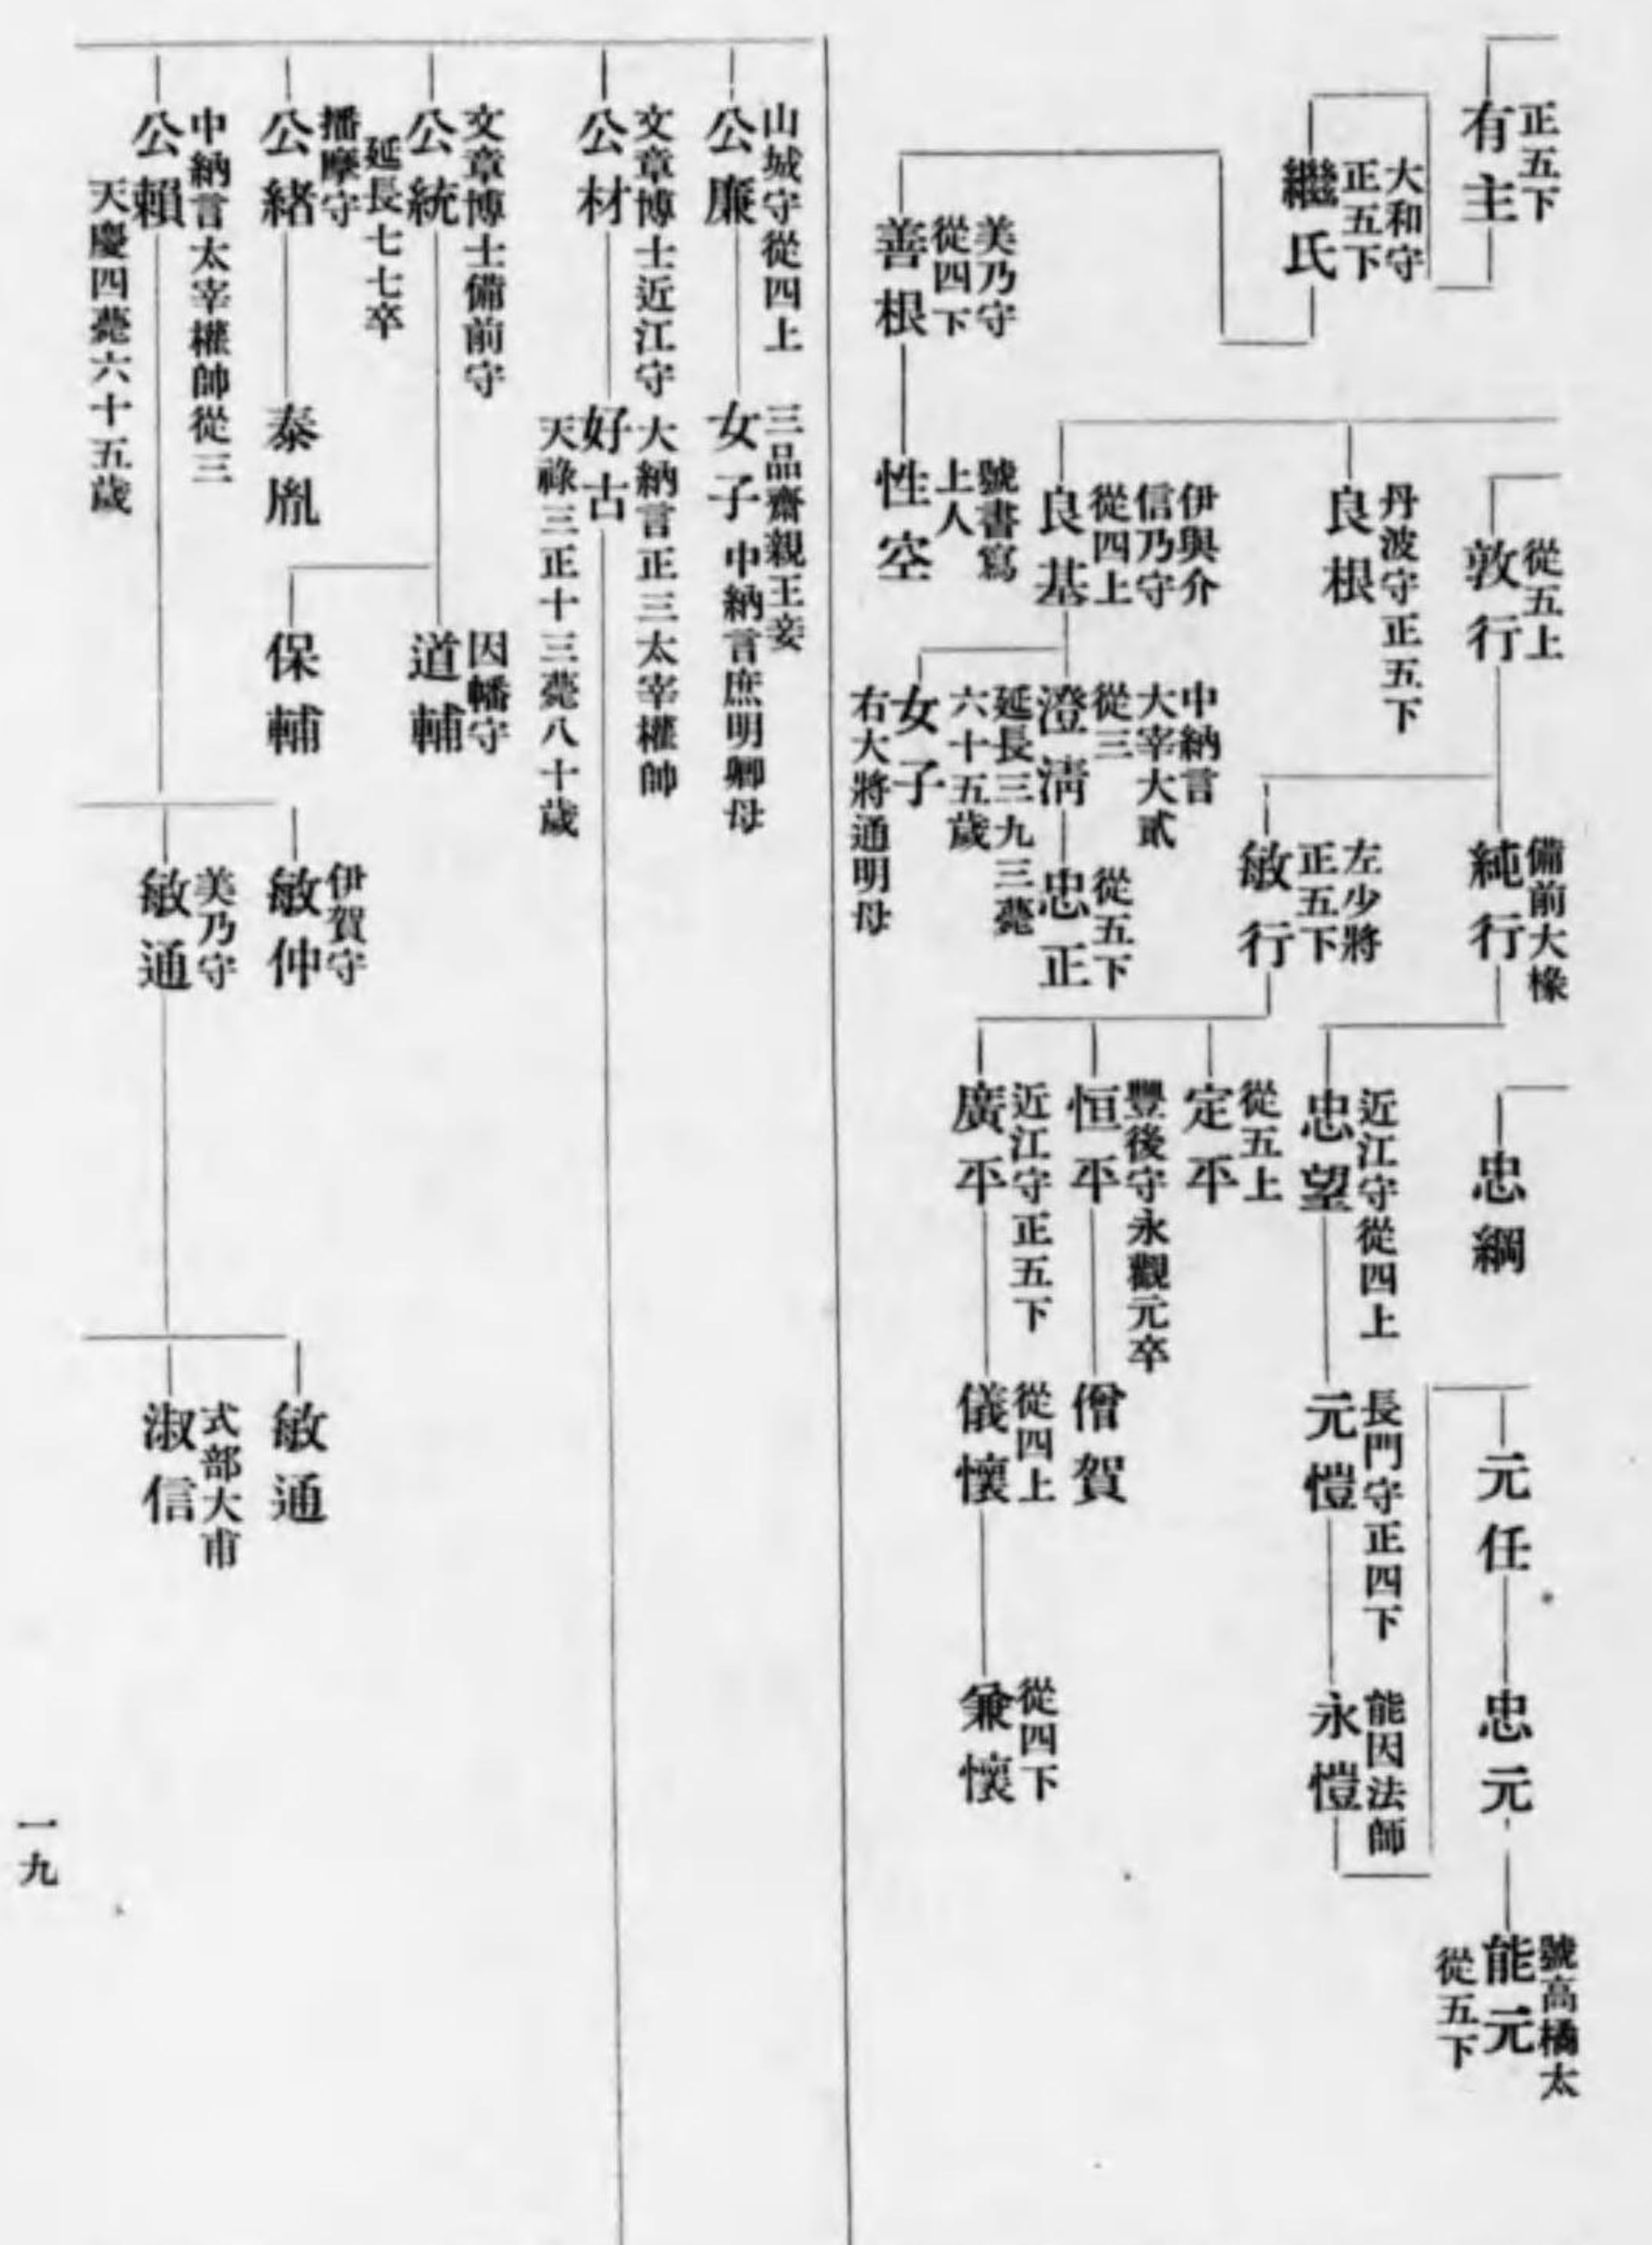 正五下
有主
大和守
正五下
繼氏
美乃守
從四下
善根
號書寫
上人
性空
從五上
敦行
丹波守正五下
良根
伊與介
信乃守
從四上
良基
中納言
大宰大貳
從三
澄淸
延長三九三薨
六十五歲
女子
右大將通明母
從五下
忠正
備前大椽
純行
左少將
正五下
敏行
忠綱
近江守從四上
忠望
從五上
定平
豐後守永觀元卒
恒平
近江守正五下
廣平
元任
長門守正四下
元愷
僧賀
從四上
儀懷
忠元
能因法師
永愷
從四下
兼懷
號高橘太
能元
從五下
山城守從四上
公廉
三品齋親王妾
女子
中納言庶明卿母
文章博士近江守
公材
大納言正三太宰權帥
好古
天祿三正十三薨八十歲
文章博士備前守
公統
延長七七卒
因幡守
道輔
保輔
播摩守
公緒
泰胤
中納言太宰權帥從三
公賴
天慶四薨六十五歲
伊賀守
敏仲
美乃守
敏通
敏通
式部大甫
淑信
一九